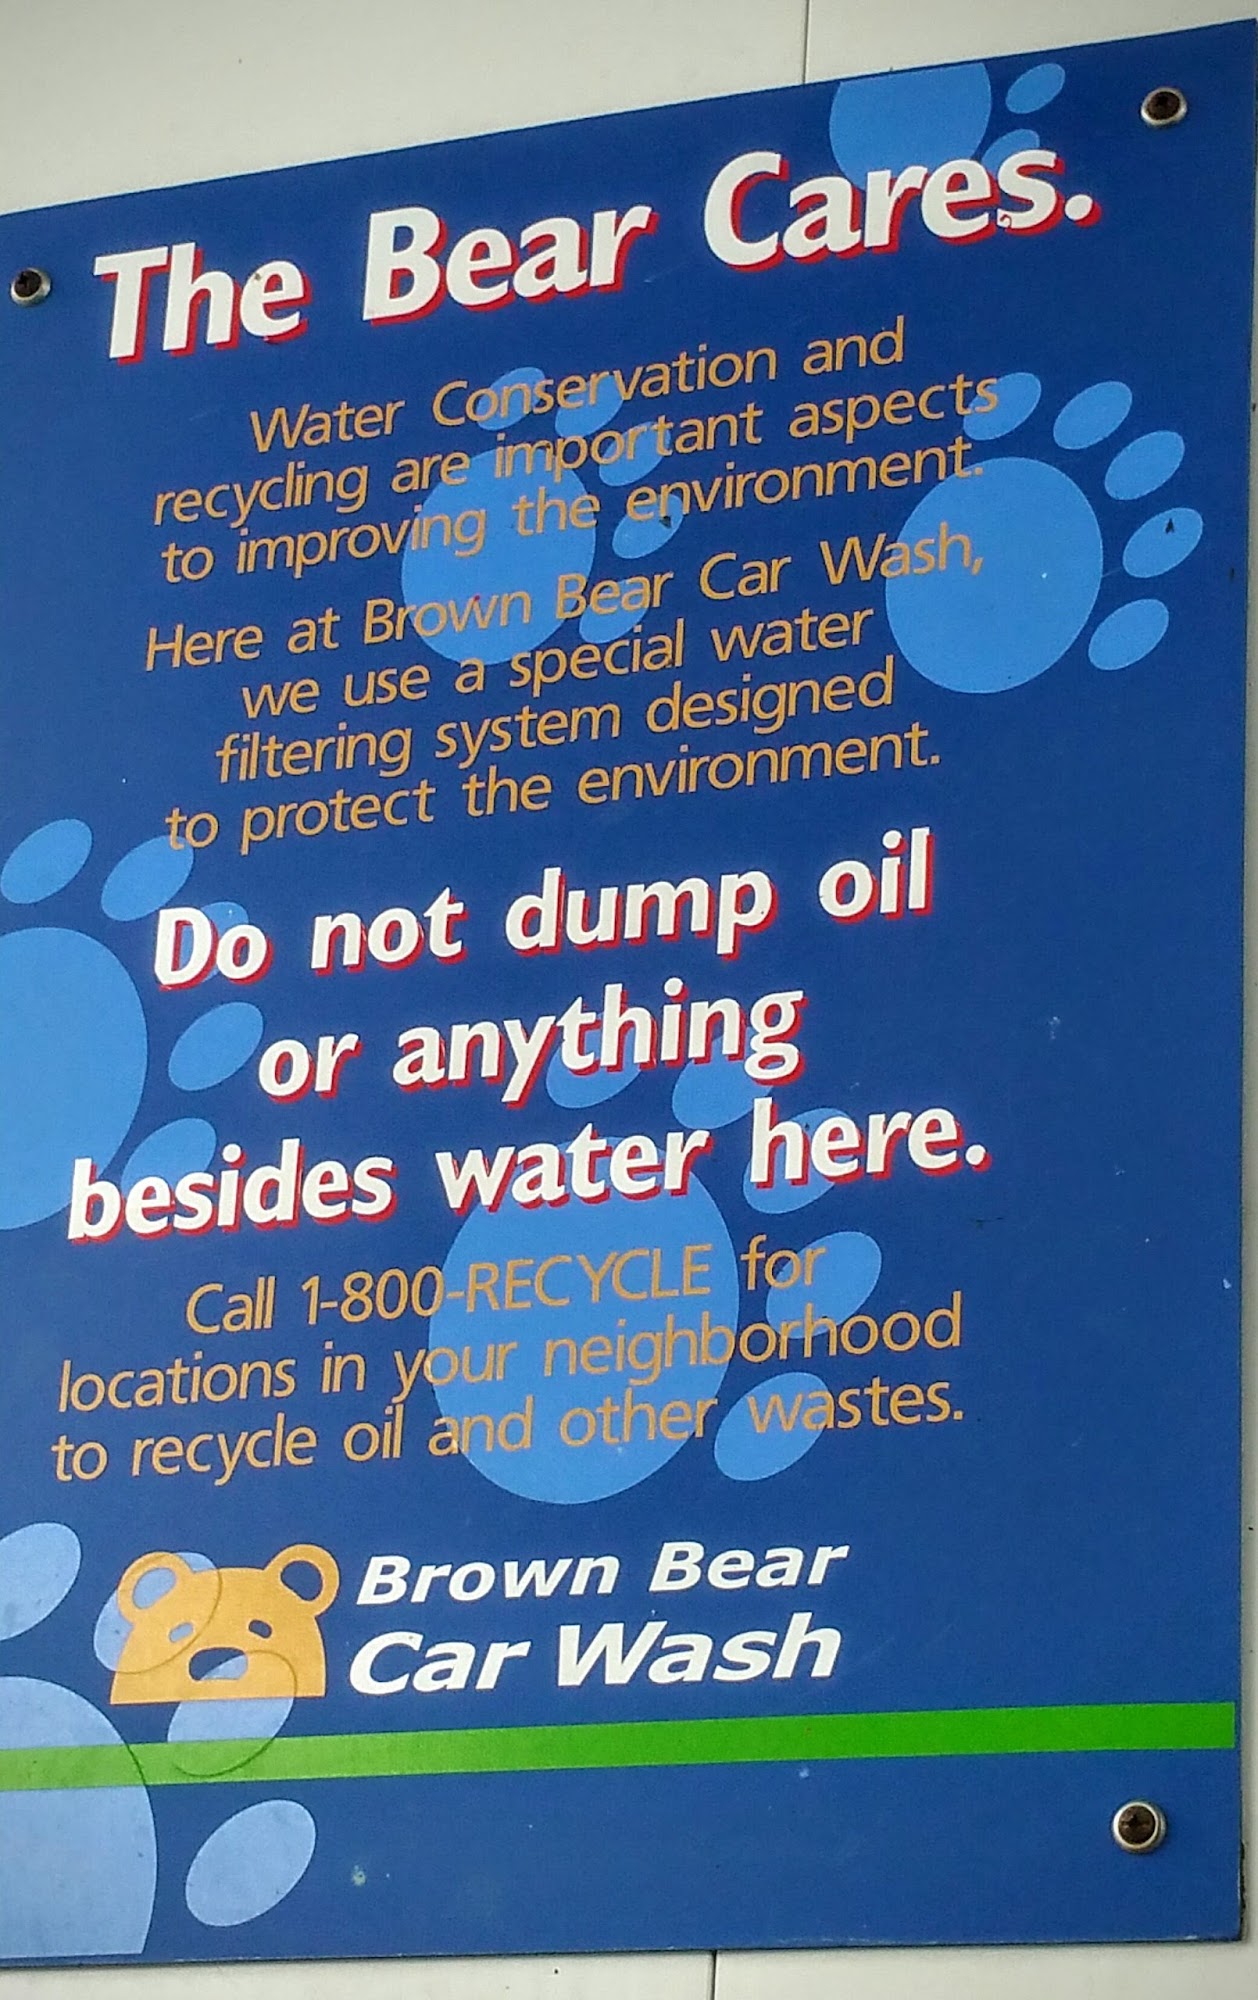 The Bear Cares.
Water Conservation and
recycling are important aspects
to improving the environment.
Here at Brown Bear Car Wash,
we use a special water
filtering system designed
to protect the environment.
Do not dump oil
or anything
besides water here.
Call 1-800-RECYCLE for
locations in your neighborhood
to recycle oil and other wastes.
Brown Bear
Car Wash